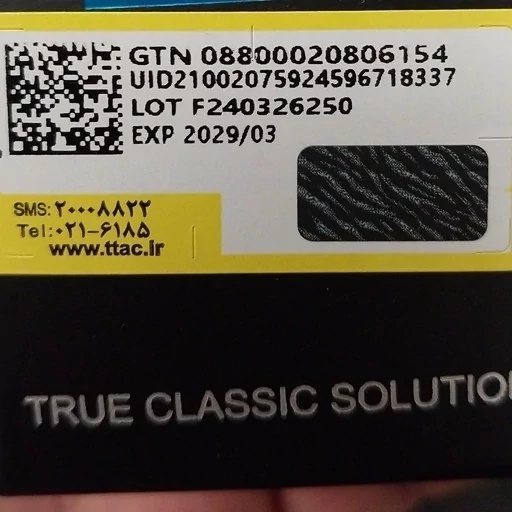 GTN 08800020806154
UID21002075924596718337
LOT F240326250
EXP 2029/03
SMS: ۲۰۰۰۸۸۲۲
Tel: ۰۲۱-۶۱۸۵
www.ttac.ir
TRUE CLASSIC SOLUTIO